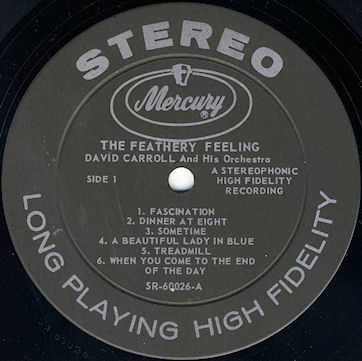 STEREO
Mercury
®
THE FEATHERY FEELING
DAVID CARROLL And His Orchestra
SIDE 1
A STEREOPHONIC
HIGH FIDELITY
RECORDING
1. FASCINATION
2. DINNER AT EIGHT
3. SOMETIME
4. A BEAUTIFUL LADY IN BLUE
5. TREADMILL
6. WHEN YOU COME TO THE END
OF THE DAY
SR-60026-A
LONG PLAYING HIGH FIDELITY